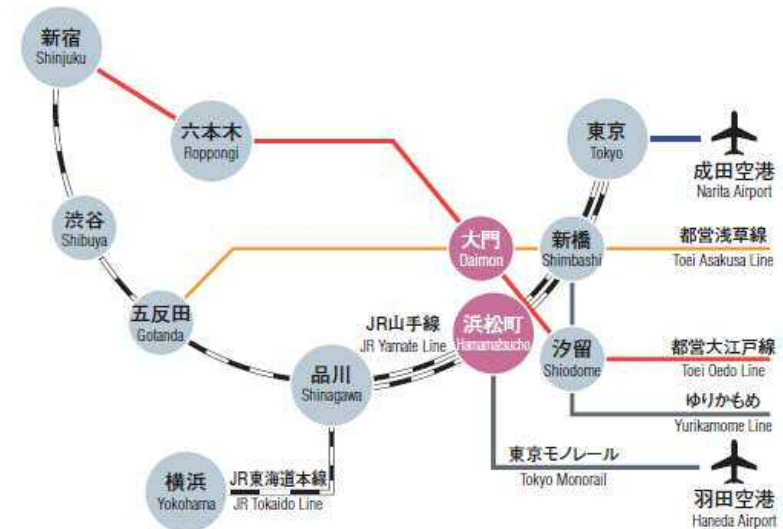 新宿
Shinjuku
六本木
Roppongi
東京
Tokyo
成田空港
Narita Airport
渋谷
Shibuya
大門
Daimon
新橋
Shimbashi
都営浅草線
Toei Asakusa Line
五反田
Gotanda
JR山手線
JR Yamate Line
浜松町
Hamamatsucho
汐留
Shiodome
都営大江戸線
Toei Oedo Line
品川
Shinagawa
ゆりかもめ
Yurikamome Line
東京モノレール
Tokyo Monorail
羽田空港
Haneda Airport
横浜
Yokohama
JR東海道本線
JR Tokaido Line